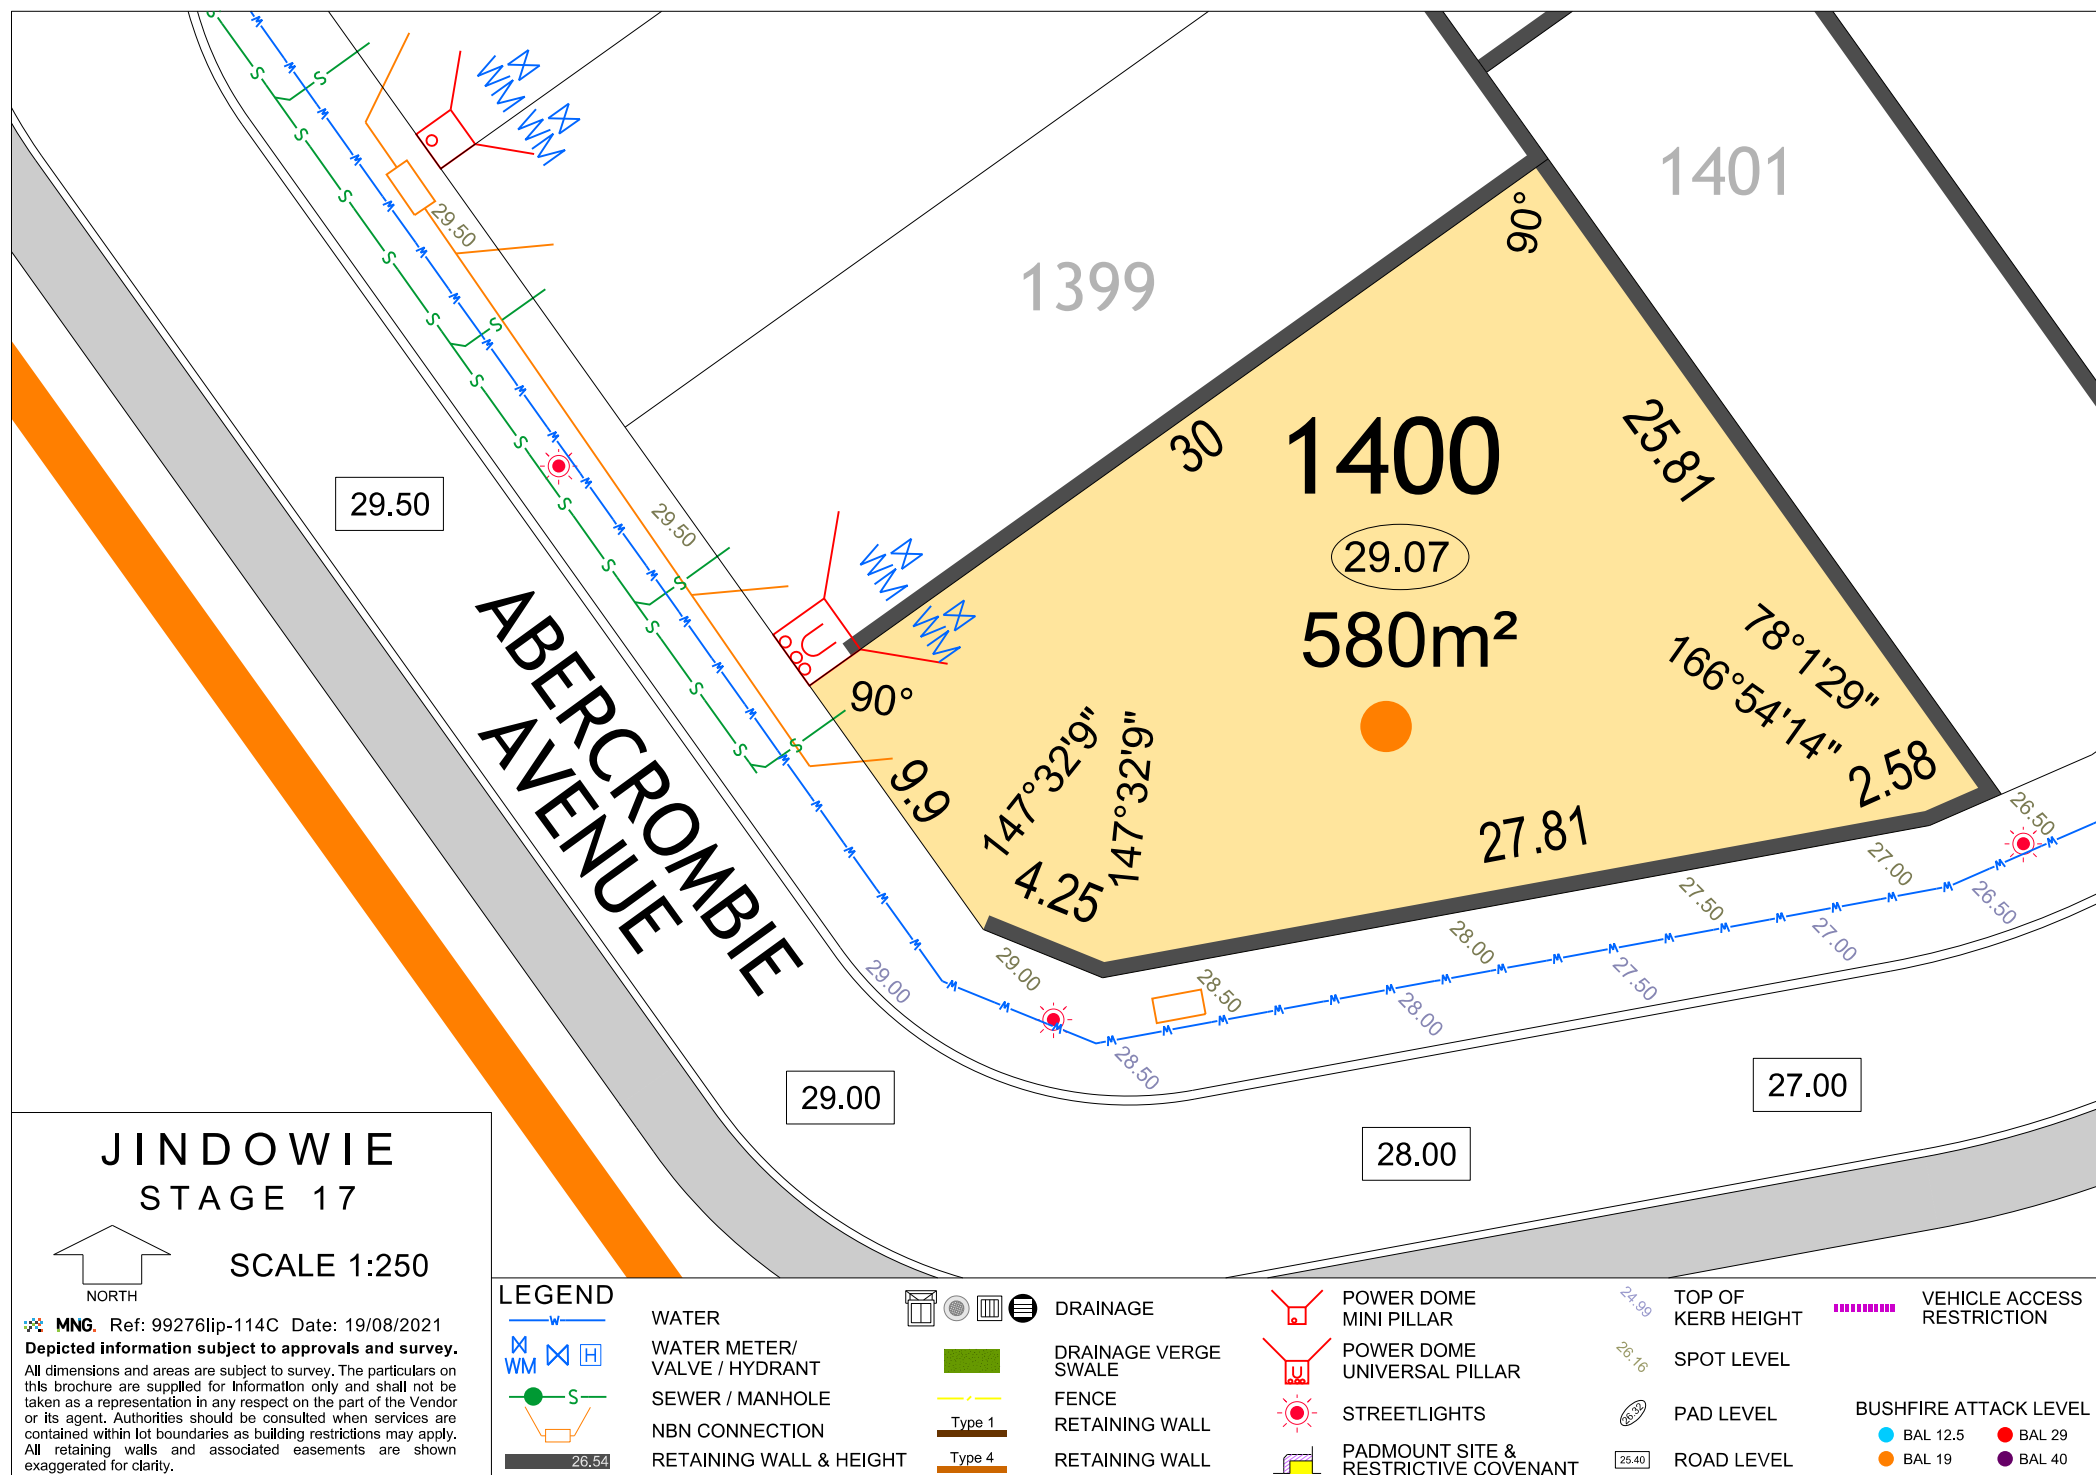 1401
1399
90°
29.50
30
1400
29.07
580m²
25.81
29.50
29.50
78°1'29"
166°54'14"
2.58
90°
9.9
147°32'9"
147°32'9"
4.25
27.81
ABERCROMBIE
AVENUE
26.50
27.00
27.50
28.00
28.50
29.00
26.50
27.00
27.50
28.00
28.50
29.00
29.00
28.00
27.00
WM
WM
WM
WM
U
JINDOWIE
STAGE 17
SCALE 1:250
NORTH
MNG. Ref: 99276lip-114C Date: 19/08/2021
Depicted information subject to approvals and survey.
All dimensions and areas are subject to survey. The particulars on
this brochure are supplied for information only and shall not be
taken as a representation in any respect on the part of the Vendor
or its agent. Authorities should be consulted when services are
contained within lot boundaries as building restrictions may apply.
All retaining walls and associated easements are shown
exaggerated for clarity.
LEGEND
W WATER
WM H WATER METER/
VALVE / HYDRANT
S SEWER / MANHOLE
NBN CONNECTION
26.54 RETAINING WALL & HEIGHT
DRAINAGE
DRAINAGE VERGE
SWALE
FENCE
Type 1 RETAINING WALL
Type 4 RETAINING WALL
POWER DOME
MINI PILLAR
U POWER DOME
UNIVERSAL PILLAR
STREETLIGHTS
PADMOUNT SITE &
RESTRICTIVE COVENANT
24.99 TOP OF
KERB HEIGHT
26.16 SPOT LEVEL
26.32 PAD LEVEL
25.40 ROAD LEVEL
VEHICLE ACCESS
RESTRICTION
BUSHFIRE ATTACK LEVEL
BAL 12.5 BAL 29
BAL 19 BAL 40